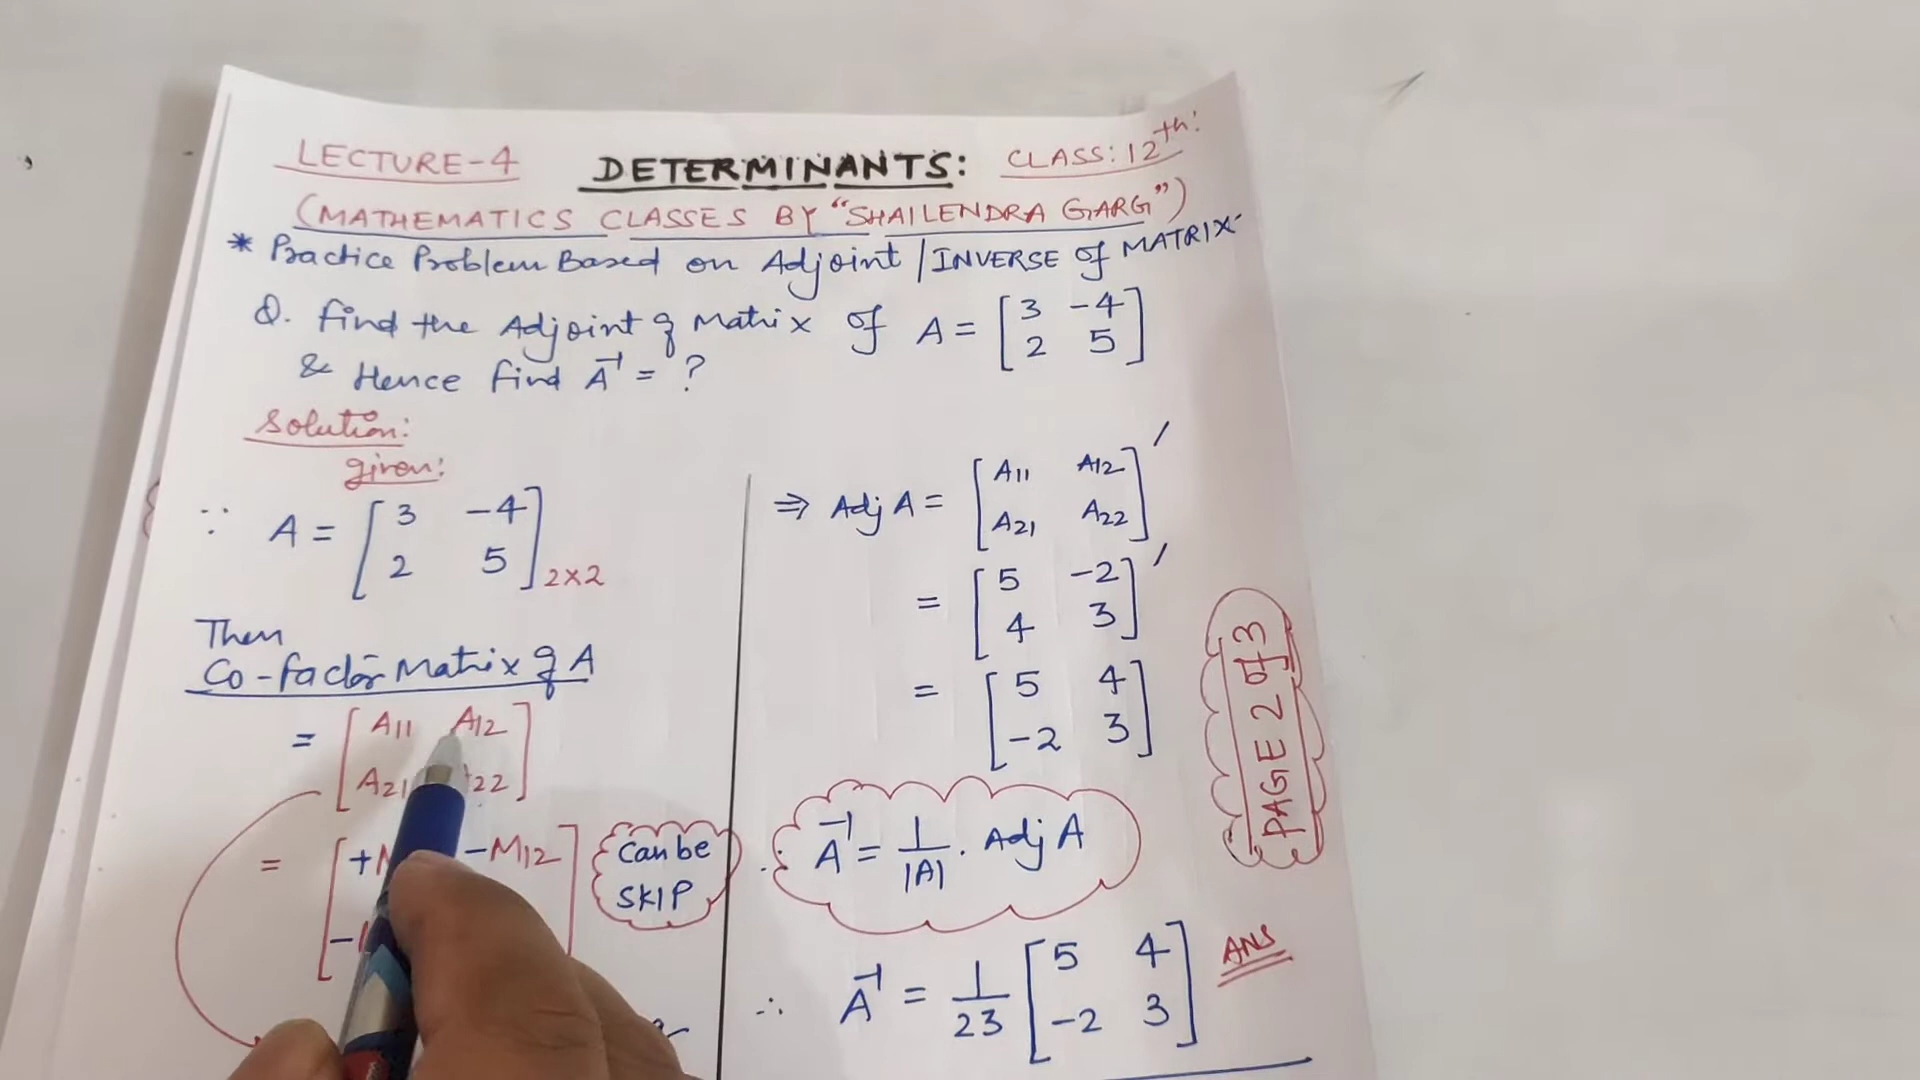 LECTURE-4 DETERMINANTS: CLASS: 12th:
(MATHEMATICS CLASSES BY "SHAILENDRA GARG")
* Practice Problem Based on Adjoint / INVERSE of MATRIX-
Q. find the Adjoint of Matrix of A = [3 -4
2 5]
& Hence find A⁻¹ = ?
Solution:
given:
∵ A = [3 -4
2 5]2×2
Then
Co-factor Matrix of A
= [A11 A12
A21 22]
= [+M -M12
-]
Can be
SKIP
⇒ Adj A = [A11 A12
A21 A22]′
= [5 -2
4 3]′
= [5 4
-2 3]
∴ A⁻¹ = 1/|A| . Adj A
∴ A⁻¹ = 1/23 [5 4
-2 3] ANS
PAGE 2 of 3